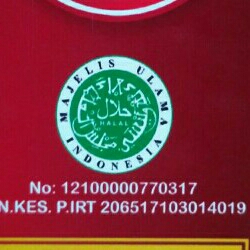 MAJELIS ULAMA
حلال
HALAL
INDONESIA
No: 12100000770317
N.KES. P.IRT 206517103014019